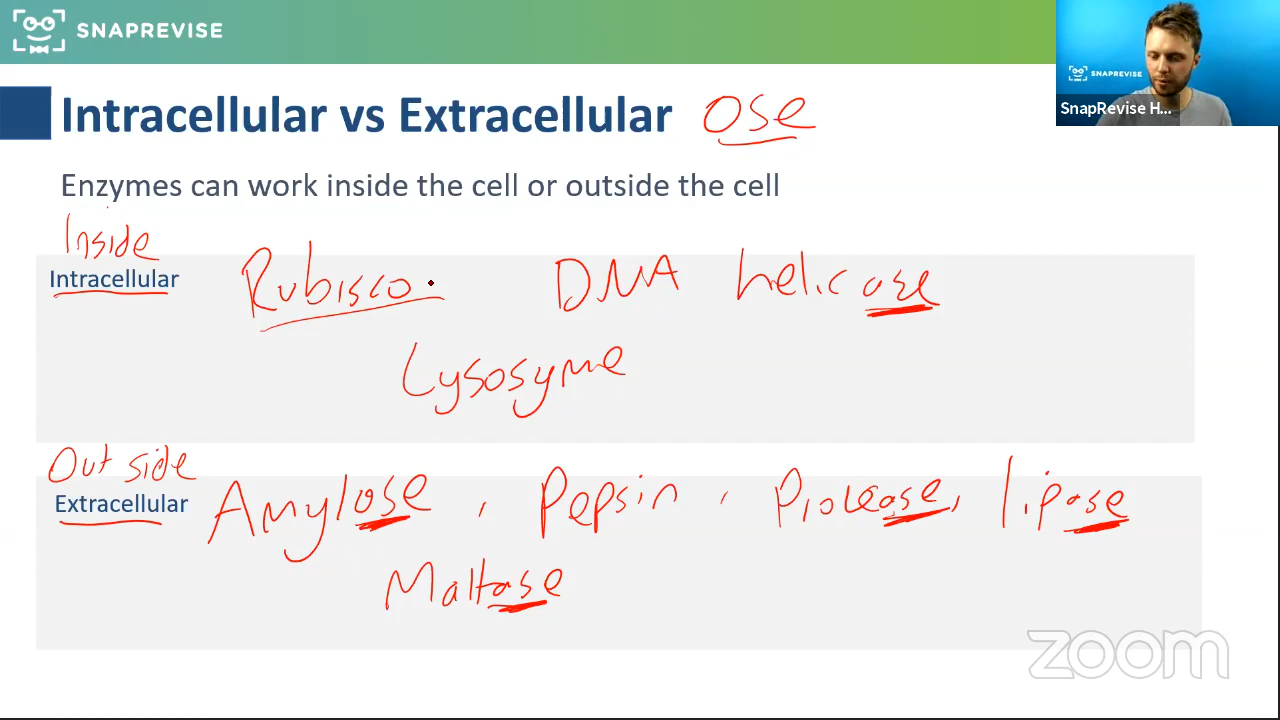 SNAPREVISE
SNAPREVISE
SnapRevise H...
Intracellular vs Extracellular ose
Enzymes can work inside the cell or outside the cell
Inside
Intracellular
Rubisco DNA helicase
Lysosyme
Outside
Extracellular
Amylose, Pepsin, Protease, lipase
Maltase
zoom